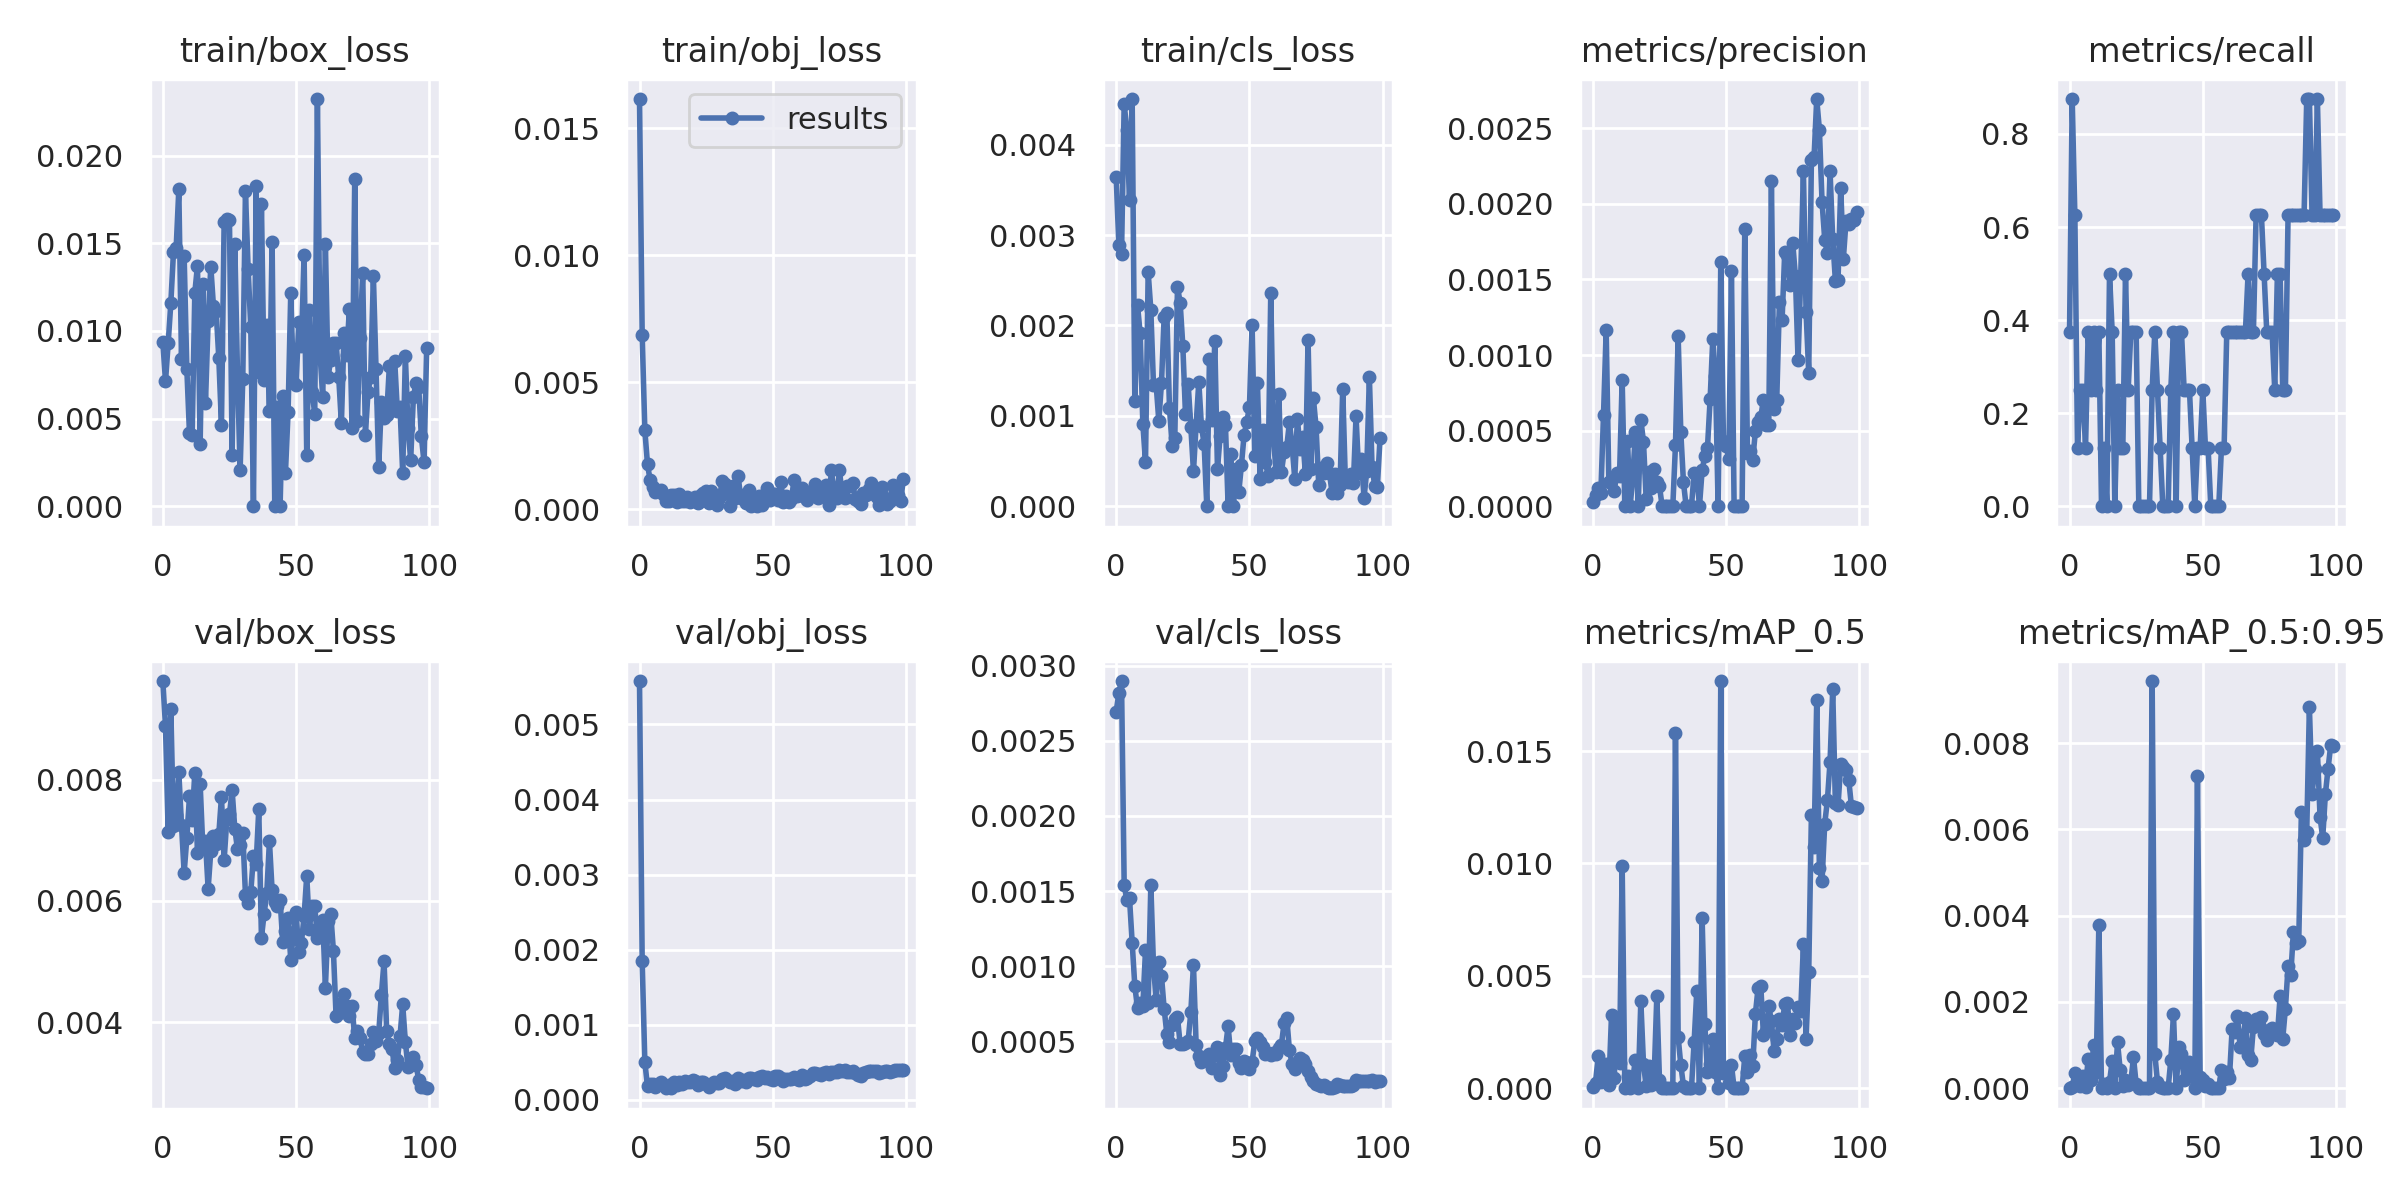 train/box_loss
0.020
0.015
0.010
0.005
0.000
0 50 100
train/obj_loss
results
0.015
0.010
0.005
0.000
0 50 100
train/cls_loss
0.004
0.003
0.002
0.001
0.000
0 50 100
metrics/precision
0.0025
0.0020
0.0015
0.0010
0.0005
0.0000
0 50 100
metrics/recall
0.8
0.6
0.4
0.2
0.0
0 50 100
val/box_loss
0.008
0.006
0.004
0 50 100
val/obj_loss
0.005
0.004
0.003
0.002
0.001
0.000
0 50 100
val/cls_loss
0.0030
0.0025
0.0020
0.0015
0.0010
0.0005
0 50 100
metrics/mAP_0.5
0.015
0.010
0.005
0.000
0 50 100
metrics/mAP_0.5:0.95
0.008
0.006
0.004
0.002
0.000
0 50 100